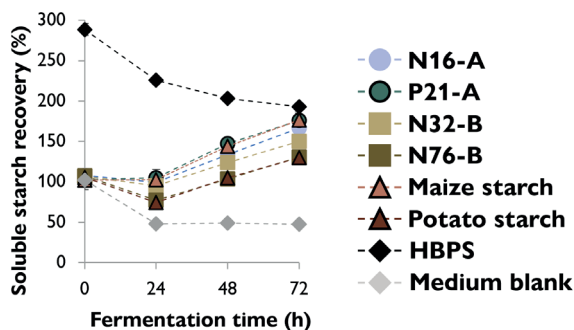 Soluble starch recovery (%)
300
250
200
150
100
50
0
0 24 48 72
Fermentation time (h)
N16-A
P21-A
N32-B
N76-B
Maize starch
Potato starch
HBPS
Medium blank